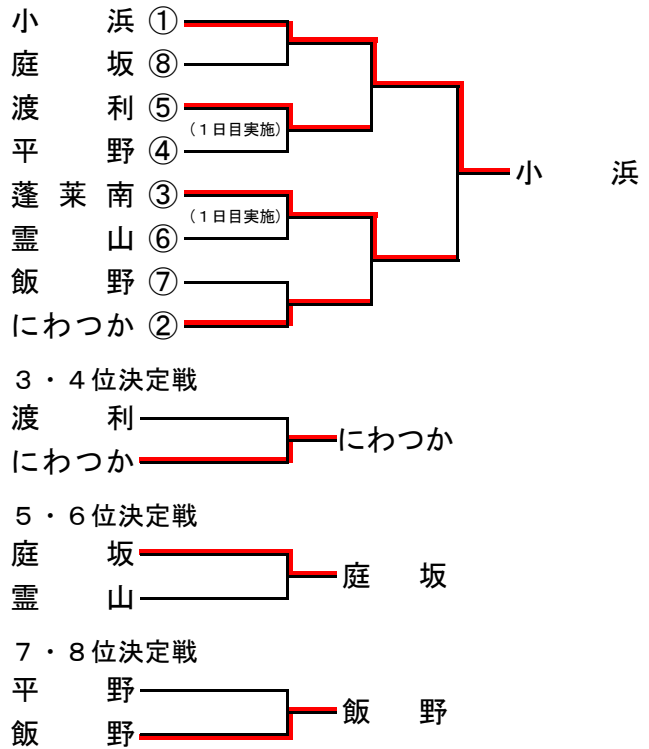 小　　浜 ①
庭　　坂 ⑧
渡　　利 ⑤
（１日目実施）
平　　野 ④
小　　浜
蓬 莱 南 ③
（１日目実施）
霊　　山 ⑥
飯　　野 ⑦
にわつか ②
３・４位決定戦
渡　　利
にわつか
にわつか
５・６位決定戦
庭　　坂
庭　坂
霊　　山
７・８位決定戦
平　　野
飯　野
飯　　野